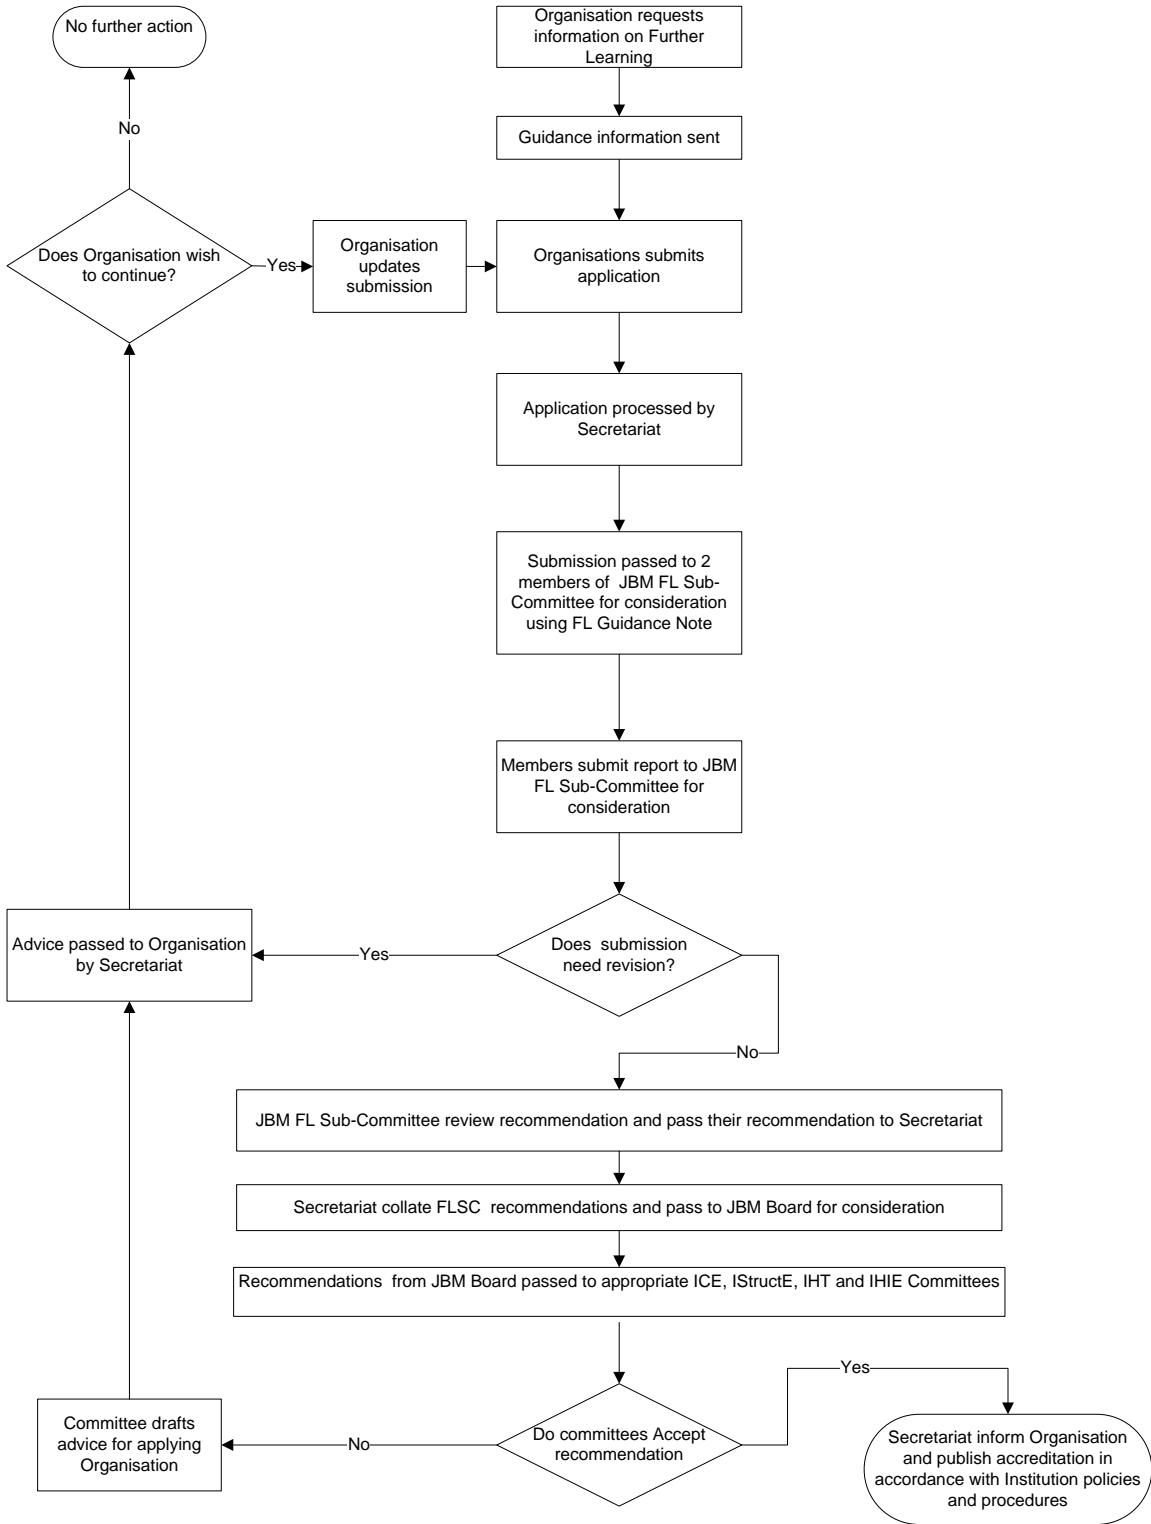 No further action
Organisation requests
information on Further
Learning
No
Guidance information sent
Does Organisation wish
to continue?
Yes
Organisation
updates
submission
Organisations submits
application
Application processed by
Secretariat
Submission passed to 2
members of JBM FL Sub-
Committee for consideration
using FL Guidance Note
Members submit report to JBM
FL Sub-Committee for
consideration
Advice passed to Organisation
by Secretariat
Yes
Does submission
need revision?
No
JBM FL Sub-Committee review recommendation and pass their recommendation to Secretariat
Secretariat collate FLSC recommendations and pass to JBM Board for consideration
Recommendations from JBM Board passed to appropriate ICE, IStructE, IHT and IHIE Committees
Yes
Committee drafts
advice for applying
Organisation
No
Do committees Accept
recommendation
Secretariat inform Organisation
and publish accreditation in
accordance with Institution policies
and procedures